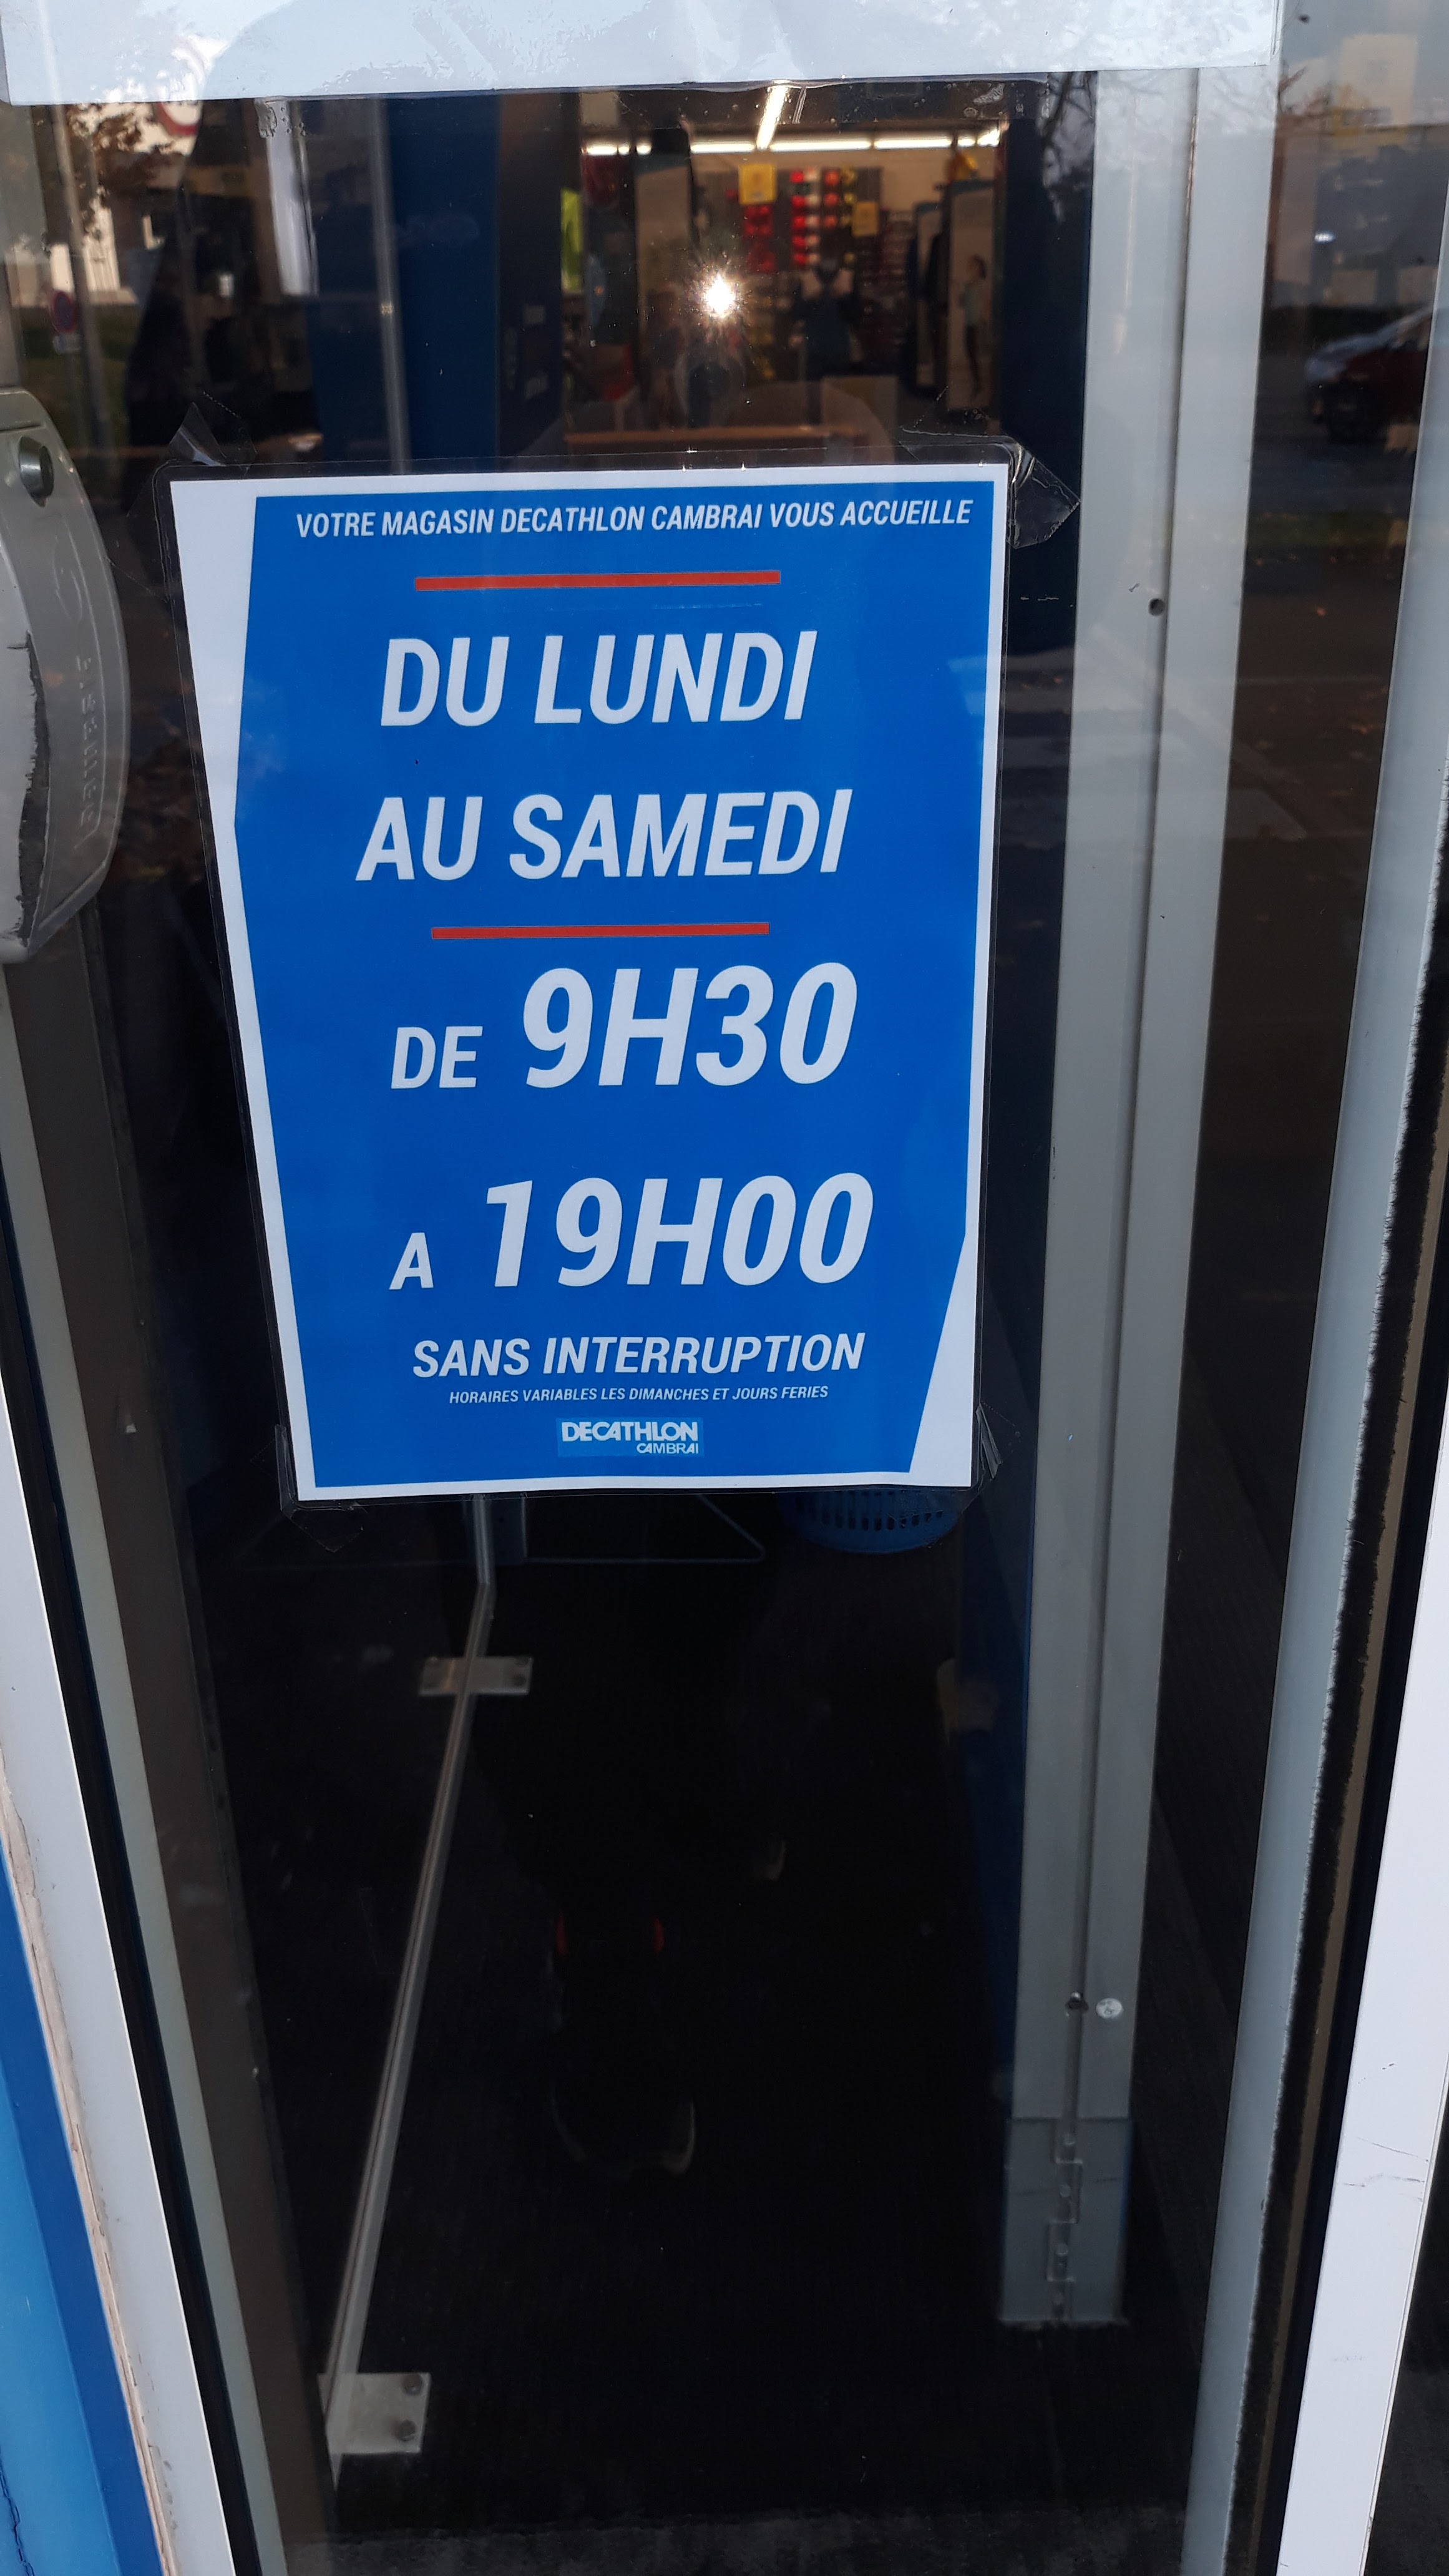 VOTRE MAGASIN DECATHLON CAMBRAI VOUS ACCUEILLE
DU LUNDI
AU SAMEDI
DE 9H30
A 19H00
SANS INTERRUPTION
HORAIRES VARIABLES LES DIMANCHES ET JOURS FERIES
DECATHLON
CAMBRAI